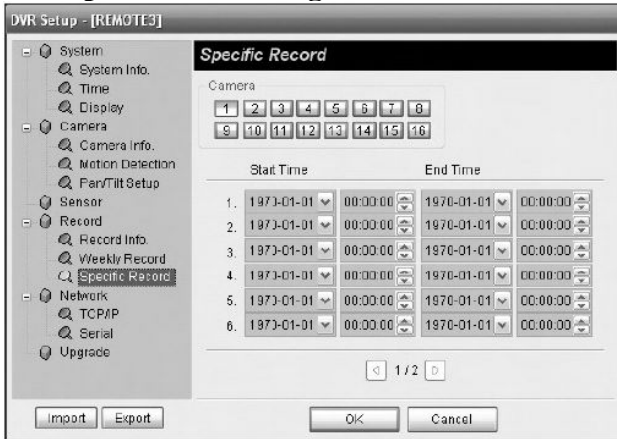 DVR Setup - [REMOTE3]
System
System Info.
Time
Display
Camera
Camera Info.
Motion Detection
Pan/Tilt Setup
Sensor
Record
Record Info.
Weekly Record
Specific Record
Network
TCP/IP
Serial
Upgrade
Import Export
Specific Record
Camera
1 2 3 4 5 6 7 8
9 10 11 12 13 14 15 16
Start Time End Time
1. 1970-01-01 00:00:00 1970-01-01 00:00:00
2. 1970-01-01 00:00:00 1970-01-01 00:00:00
3. 1970-01-01 00:00:00 1970-01-01 00:00:00
4. 1970-01-01 00:00:00 1970-01-01 00:00:00
5. 1970-01-01 00:00:00 1970-01-01 00:00:00
6. 1970-01-01 00:00:00 1970-01-01 00:00:00
1 / 2
OK Cancel